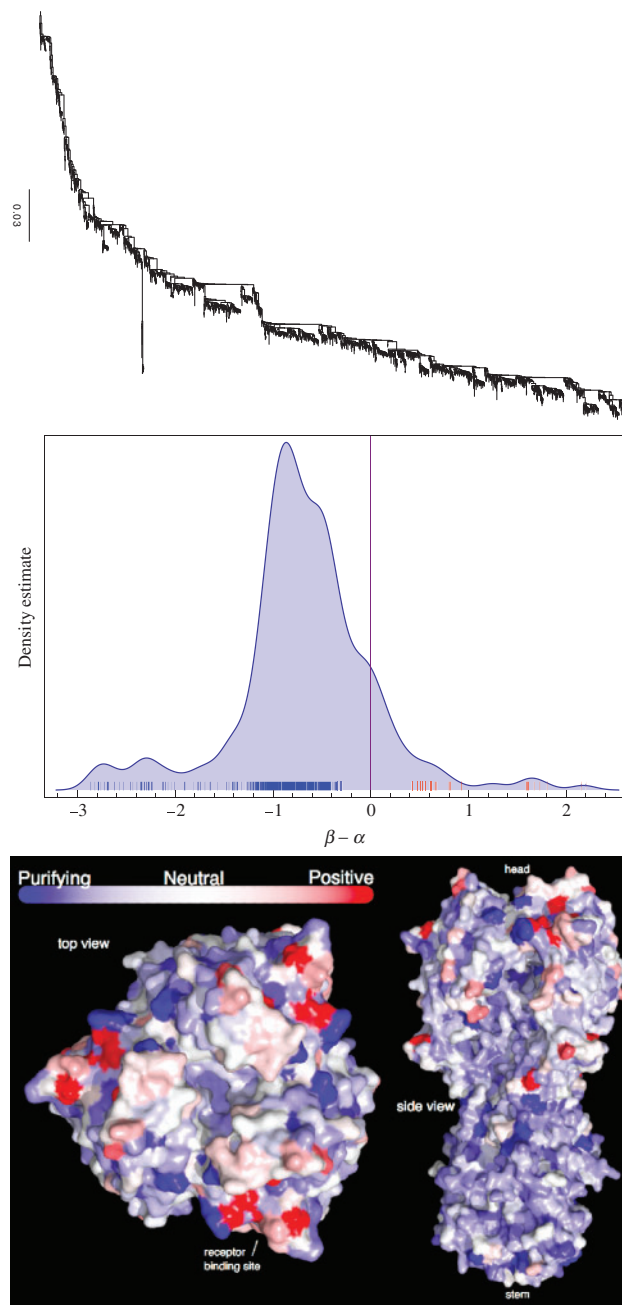 0.03
Density estimate
−3 −2 −1 0 1 2
β – α
Purifying Neutral Positive
top view
head
side view
receptor
binding site
stem